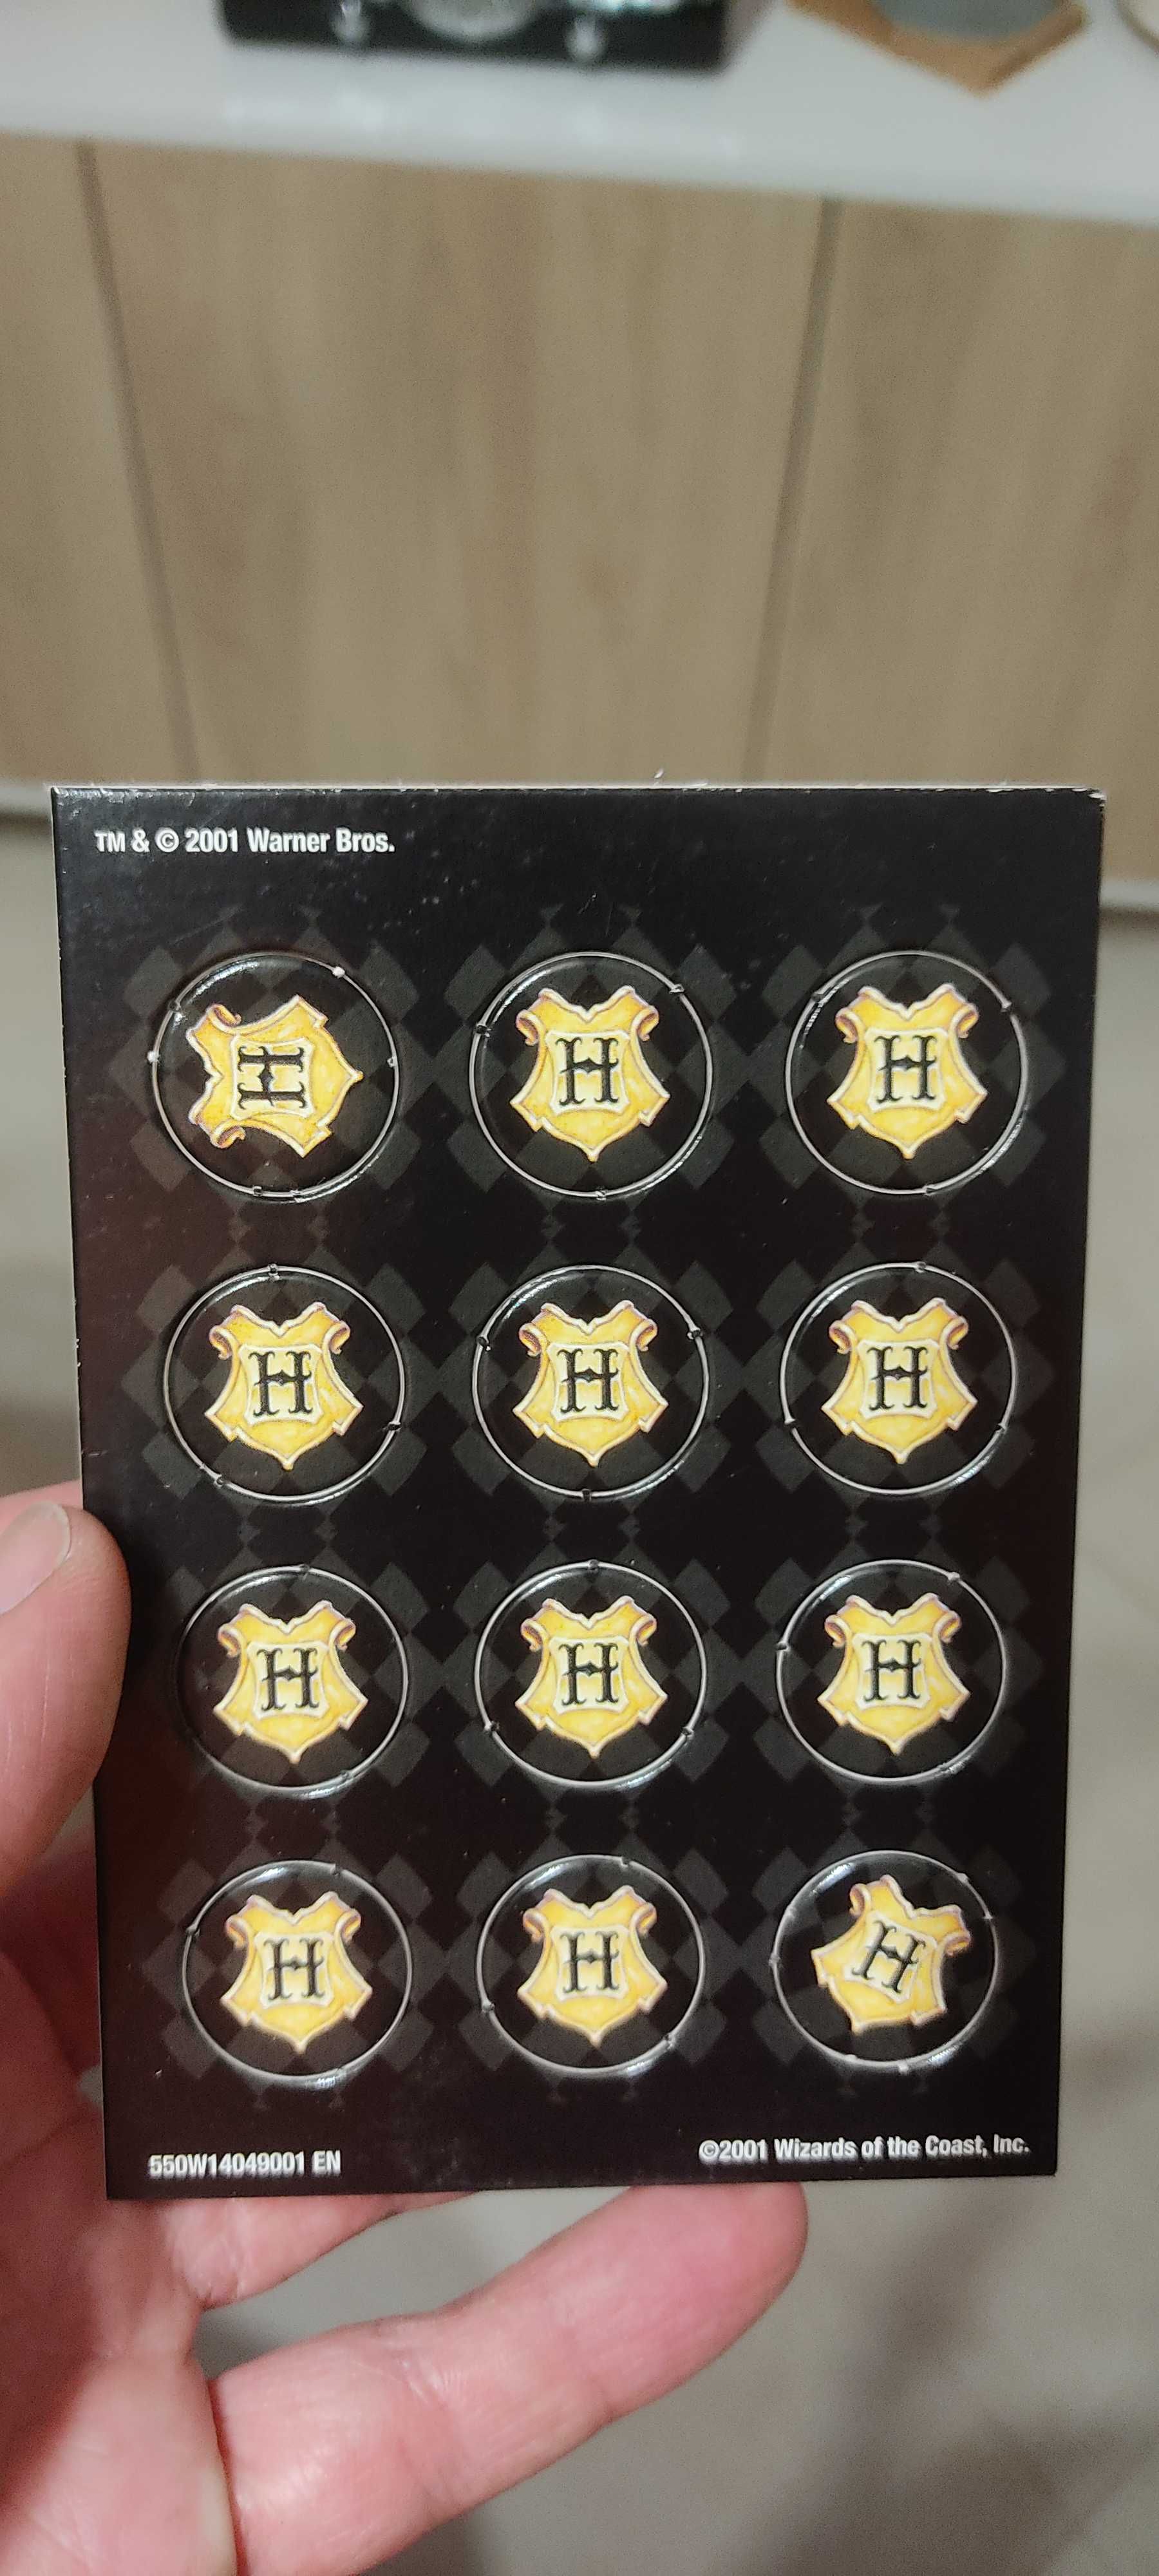 TM & © 2001 Warner Bros.
H H H
H H H
H H H
H H H
550W14049001 EN
©2001 Wizards of the Coast, Inc.